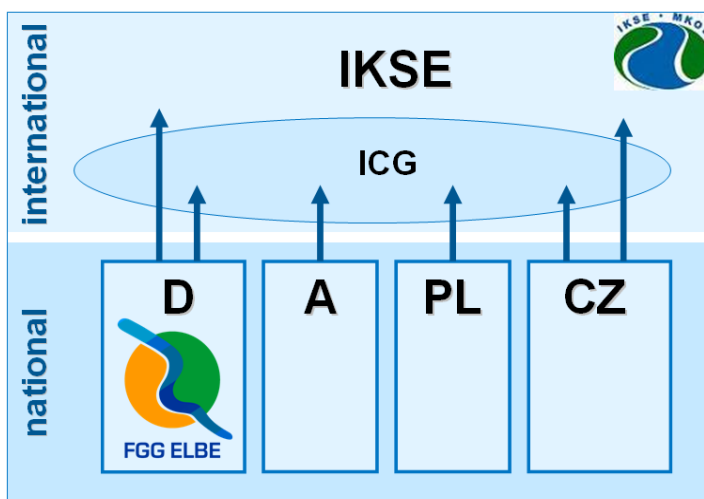 international
IKSE
IKSE • MKOL
ICG
national
D
A
PL
CZ
FGG ELBE